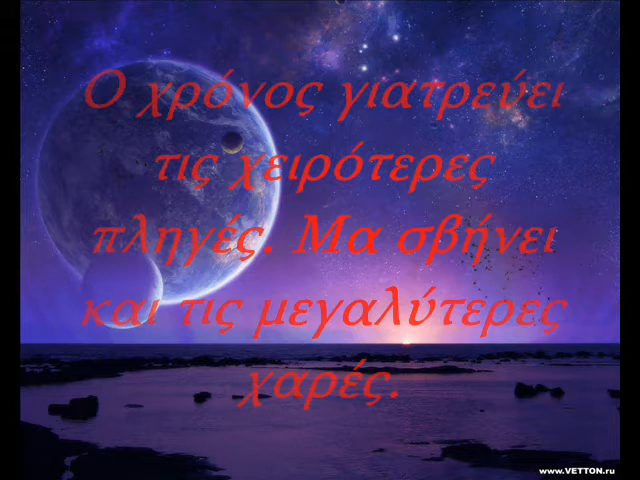 Ο χρόνος γιατρεύει
τις χειρότερες
πληγές. Μα σβήνει
και τις μεγαλύτερες
χαρές.
www.VETTON.ru